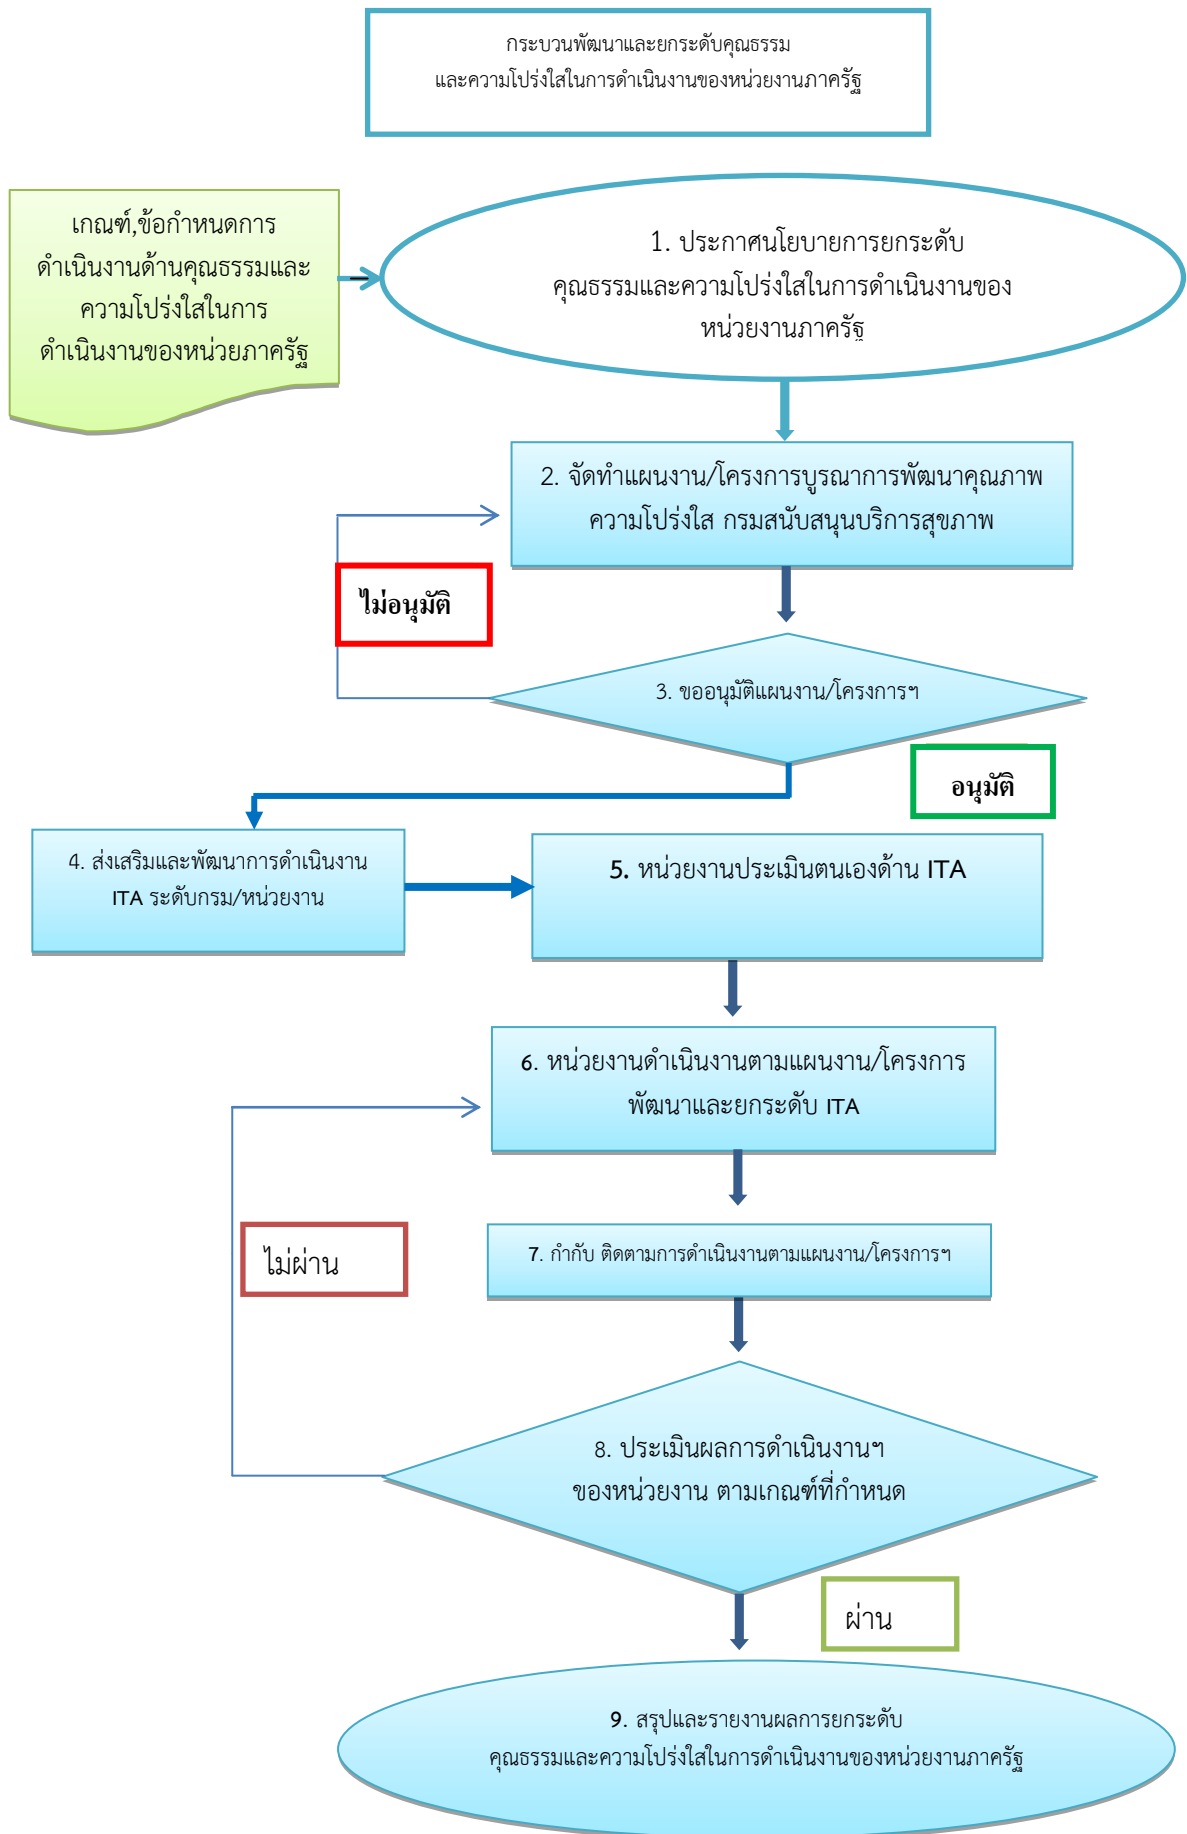 กระบวนพัฒนาและยกระดับคุณธรรม
และความโปร่งใสในการดำเนินงานของหน่วยงานภาครัฐ
เกณฑ์,ข้อกำหนดการ
ดำเนินงานด้านคุณธรรมและ
ความโปร่งใสในการ
ดำเนินงานของหน่วยภาครัฐ
1. ประกาศนโยบายการยกระดับ
คุณธรรมและความโปร่งใสในการดำเนินงานของ
หน่วยงานภาครัฐ
2. จัดทำแผนงาน/โครงการบูรณาการพัฒนาคุณภาพ
ความโปร่งใส กรมสนับสนุนบริการสุขภาพ
ไม่อนุมัติ
3. ขออนุมัติแผนงาน/โครงการฯ
อนุมัติ
4. ส่งเสริมและพัฒนาการดำเนินงาน
ITA ระดับกรม/หน่วยงาน
5. หน่วยงานประเมินตนเองด้าน ITA
6. หน่วยงานดำเนินงานตามแผนงาน/โครงการ
พัฒนาและยกระดับ ITA
ไม่ผ่าน
7. กำกับ ติดตามการดำเนินงานตามแผนงาน/โครงการฯ
8. ประเมินผลการดำเนินงานฯ
ของหน่วยงาน ตามเกณฑ์ที่กำหนด
ผ่าน
9. สรุปและรายงานผลการยกระดับ
คุณธรรมและความโปร่งใสในการดำเนินงานของหน่วยงานภาครัฐ